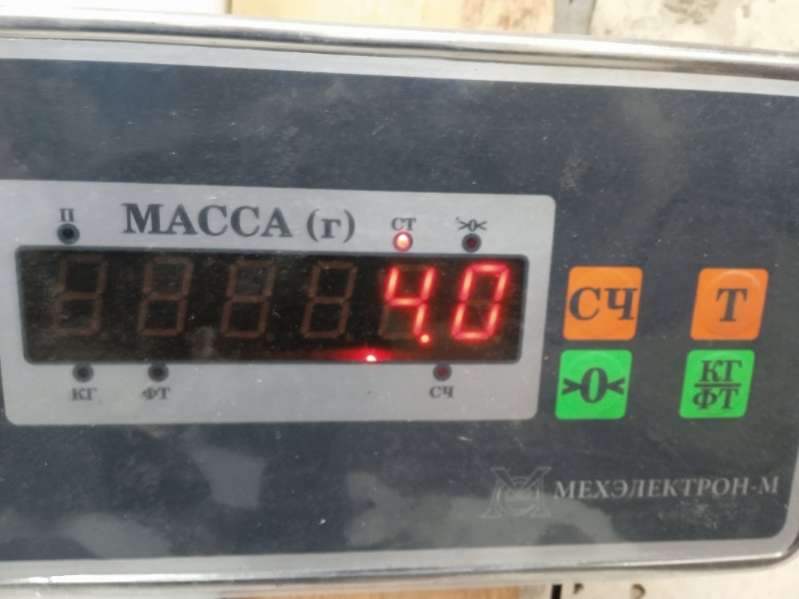 П МАССА (г) СТ >0<
4.0
КГ ФТ СЧ
СЧ Т
>0< КГ/ФТ
МЕХЭЛЕКТРОН-М